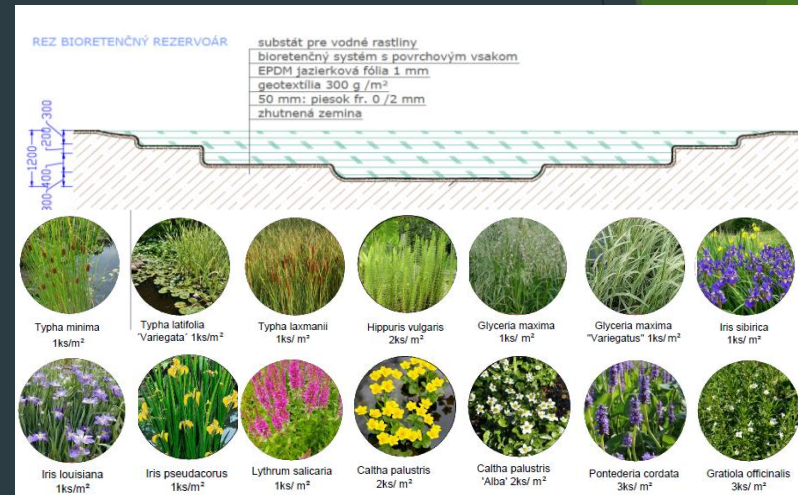 REZ BIORETENČNÝ REZERVOÁR
substát pre vodné rastliny
bioretenčný systém s povrchovým vsakom
EPDM jazierková fólia 1 mm
geotextília 300 g /m²
50 mm: piesok fr. 0 /2 mm
zhutnená zemina
1200
300
200
400
300
Typha minima
1ks/m²
Typha latifolia
'Variegata' 1ks/m²
Typha laxmanii
1ks/ m²
Hippuris vulgaris
2ks/ m²
Glyceria maxima
1ks/ m²
Glyceria maxima
"Variegatus" 1ks/m²
Iris sibirica
1ks/ m²
Iris louisiana
1ks/m²
Iris pseudacorus
1ks/m²
Lythrum salicaria
1ks/ m²
Caltha palustris
2ks/ m²
Caltha palustris
'Alba' 2ks/ m²
Pontederia cordata
3ks/ m²
Gratiola officinalis
3ks/ m²